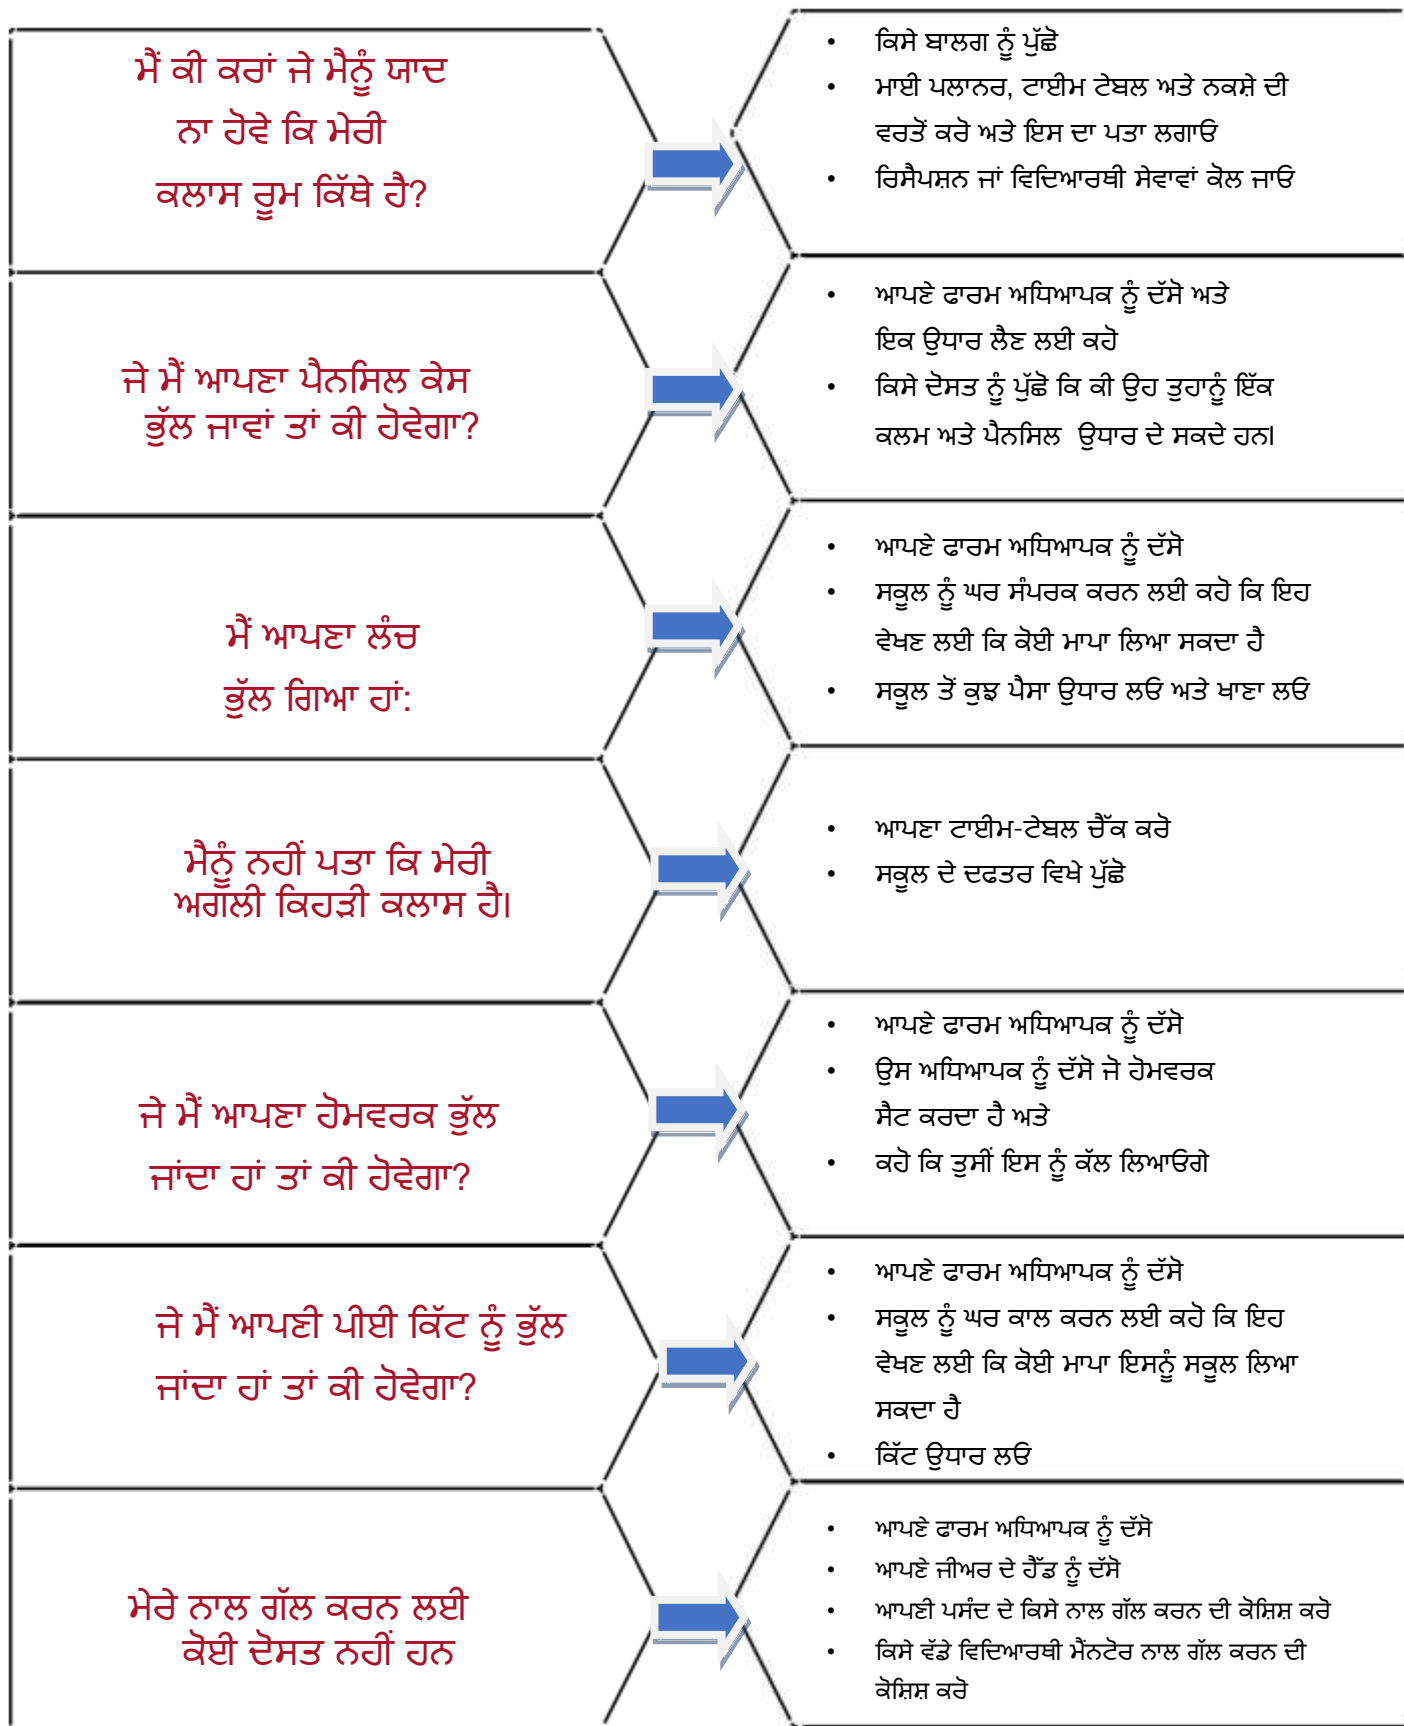 ਮੈਂ ਕੀ ਕਰਾਂ ਜੇ ਮੈਨੂੰ ਯਾਦ
ਨਾ ਹੋਵੇ ਕਿ ਮੇਰੀ
ਕਲਾਸ ਰੂਮ ਕਿੱਥੇ ਹੈ?
• ਕਿਸੇ ਬਾਲਗ ਨੂੰ ਪੁੱਛੋ
• ਮਾਈ ਪਲਾਨਰ, ਟਾਈਮ ਟੇਬਲ ਅਤੇ ਨਕਸ਼ੇ ਦੀ
ਵਰਤੋਂ ਕਰੋ ਅਤੇ ਇਸ ਦਾ ਪਤਾ ਲਗਾਓ
• ਰਿਸੈਪਸ਼ਨ ਜਾਂ ਵਿਦਿਆਰਥੀ ਸੇਵਾਵਾਂ ਕੋਲ ਜਾਓ
ਜੇ ਮੈਂ ਆਪਣਾ ਪੈਨਸਿਲ ਕੇਸ
ਭੁੱਲ ਜਾਵਾਂ ਤਾਂ ਕੀ ਹੋਵੇਗਾ?
• ਆਪਣੇ ਫਾਰਮ ਅਧਿਆਪਕ ਨੂੰ ਦੱਸੋ ਅਤੇ
ਇਕ ਉਧਾਰ ਲੈਣ ਲਈ ਕਹੋ
• ਕਿਸੇ ਦੋਸਤ ਨੂੰ ਪੁੱਛੋ ਕਿ ਕੀ ਉਹ ਤੁਹਾਨੂੰ ਇੱਕ
ਕਲਮ ਅਤੇ ਪੈਨਸਿਲ ਉਧਾਰ ਦੇ ਸਕਦੇ ਹਨ।
ਮੈਂ ਆਪਣਾ ਲੰਚ
ਭੁੱਲ ਗਿਆ ਹਾਂ:
• ਆਪਣੇ ਫਾਰਮ ਅਧਿਆਪਕ ਨੂੰ ਦੱਸੋ
• ਸਕੂਲ ਨੂੰ ਘਰ ਸੰਪਰਕ ਕਰਨ ਲਈ ਕਹੋ ਕਿ ਇਹ
ਵੇਖਣ ਲਈ ਕਿ ਕੋਈ ਮਾਪਾ ਲਿਆ ਸਕਦਾ ਹੈ
• ਸਕੂਲ ਤੋਂ ਕੁਝ ਪੈਸਾ ਉਧਾਰ ਲਓ ਅਤੇ ਖਾਣਾ ਲਓ
ਮੈਨੂੰ ਨਹੀਂ ਪਤਾ ਕਿ ਮੇਰੀ
ਅਗਲੀ ਕਿਹੜੀ ਕਲਾਸ ਹੈ।
• ਆਪਣਾ ਟਾਈਮ-ਟੇਬਲ ਚੈੱਕ ਕਰੋ
• ਸਕੂਲ ਦੇ ਦਫਤਰ ਵਿਖੇ ਪੁੱਛੋ
ਜੇ ਮੈਂ ਆਪਣਾ ਹੋਮਵਰਕ ਭੁੱਲ
ਜਾਂਦਾ ਹਾਂ ਤਾਂ ਕੀ ਹੋਵੇਗਾ?
• ਆਪਣੇ ਫਾਰਮ ਅਧਿਆਪਕ ਨੂੰ ਦੱਸੋ
• ਉਸ ਅਧਿਆਪਕ ਨੂੰ ਦੱਸੋ ਜੋ ਹੋਮਵਰਕ
ਸੈਟ ਕਰਦਾ ਹੈ ਅਤੇ
• ਕਹੋ ਕਿ ਤੁਸੀਂ ਇਸ ਨੂੰ ਕੱਲ ਲਿਆਓਗੇ
ਜੇ ਮੈਂ ਆਪਣੀ ਪੀਈ ਕਿੱਟ ਨੂੰ ਭੁੱਲ
ਜਾਂਦਾ ਹਾਂ ਤਾਂ ਕੀ ਹੋਵੇਗਾ?
• ਆਪਣੇ ਫਾਰਮ ਅਧਿਆਪਕ ਨੂੰ ਦੱਸੋ
• ਸਕੂਲ ਨੂੰ ਘਰ ਕਾਲ ਕਰਨ ਲਈ ਕਹੋ ਕਿ ਇਹ
ਵੇਖਣ ਲਈ ਕਿ ਕੋਈ ਮਾਪਾ ਇਸਨੂੰ ਸਕੂਲ ਲਿਆ
ਸਕਦਾ ਹੈ
• ਕਿੱਟ ਉਧਾਰ ਲਓ
ਮੇਰੇ ਨਾਲ ਗੱਲ ਕਰਨ ਲਈ
ਕੋਈ ਦੋਸਤ ਨਹੀਂ ਹਨ
• ਆਪਣੇ ਫਾਰਮ ਅਧਿਆਪਕ ਨੂੰ ਦੱਸੋ
• ਆਪਣੇ ਜੀਅਰ ਦੇ ਹੈੱਡ ਨੂੰ ਦੱਸੋ
• ਆਪਣੀ ਪਸੰਦ ਦੇ ਕਿਸੇ ਨਾਲ ਗੱਲ ਕਰਨ ਦੀ ਕੋਸ਼ਿਸ਼ ਕਰੋ
• ਕਿਸੇ ਵੱਡੇ ਵਿਦਿਆਰਥੀ ਮੈਂਨਟੋਰ ਨਾਲ ਗੱਲ ਕਰਨ ਦੀ
ਕੋਸ਼ਿਸ਼ ਕਰੋ